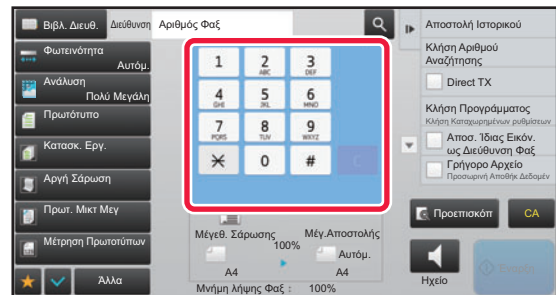 Βιβλ. Διευθ.
Διεύθυνση
Αριθμός Φαξ
Φωτεινότητα
Αυτόμ.
Ανάλυση
Πολύ Μεγάλη
Πρωτότυπο
Κατασκ. Εργ.
Αργή Σάρωση
Πρωτ. Μικτ Μεγ
Μέτρηση Πρωτοτύπων
Άλλα
1
2
ABC
3
DEF
4
GHI
5
JKL
6
MNO
7
PQRS
8
TUV
9
WXYZ
0
#
C
Μέγεθ. Σάρωσης
100%
Μέγ.Αποστολής
Αυτόμ.
A4
A4
Μνήμη λήψης Φαξ :
100%
Αποστολή Ιστορικού
Κλήση Αριθμού
Αναζήτησης
Direct TX
Κλήση Προγράμματος
Κλήση Καταχωρημένων ρυθμίσεων
Αποσ. Ίδιας Εικόν.
ως Διεύθυνση Φαξ
Γρήγορο Αρχείο
Προσωρινή Αποθήκ Δεδομέν
Προεπισκόπ
CA
Ηχείο
Έναρξη